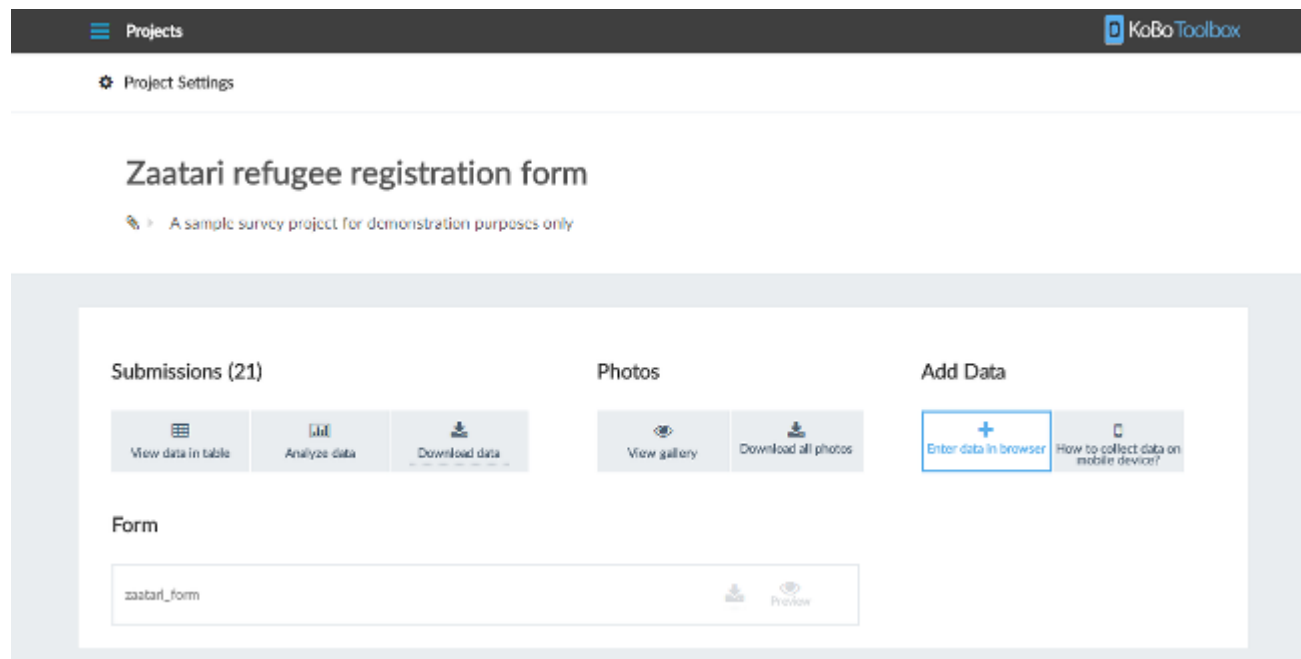 Projects
KoBo Toolbox
Project Settings
Zaatari refugee registration form
A sample survey project for demonstration purposes only
Submissions (21)
Photos
Add Data
View data in table
Analyze data
Download data
View gallery
Download all photos
Enter data in browser
How to collect data on
mobile device?
Form
zaatari_form
Preview